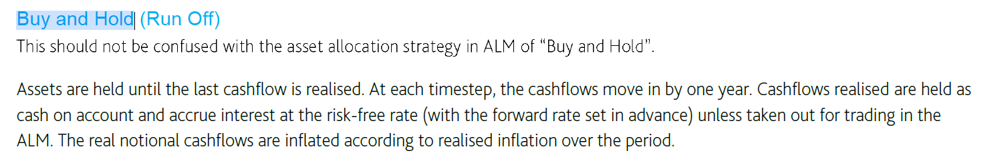 Buy and Hold (Run Off)
This should not be confused with the asset allocation strategy in ALM of “Buy and Hold”.
Assets are held until the last cashflow is realised. At each timestep, the cashflows move in by one year. Cashflows realised are held as
cash on account and accrue interest at the risk-free rate (with the forward rate set in advance) unless taken out for trading in the
ALM. The real notional cashflows are inflated according to realised inflation over the period.